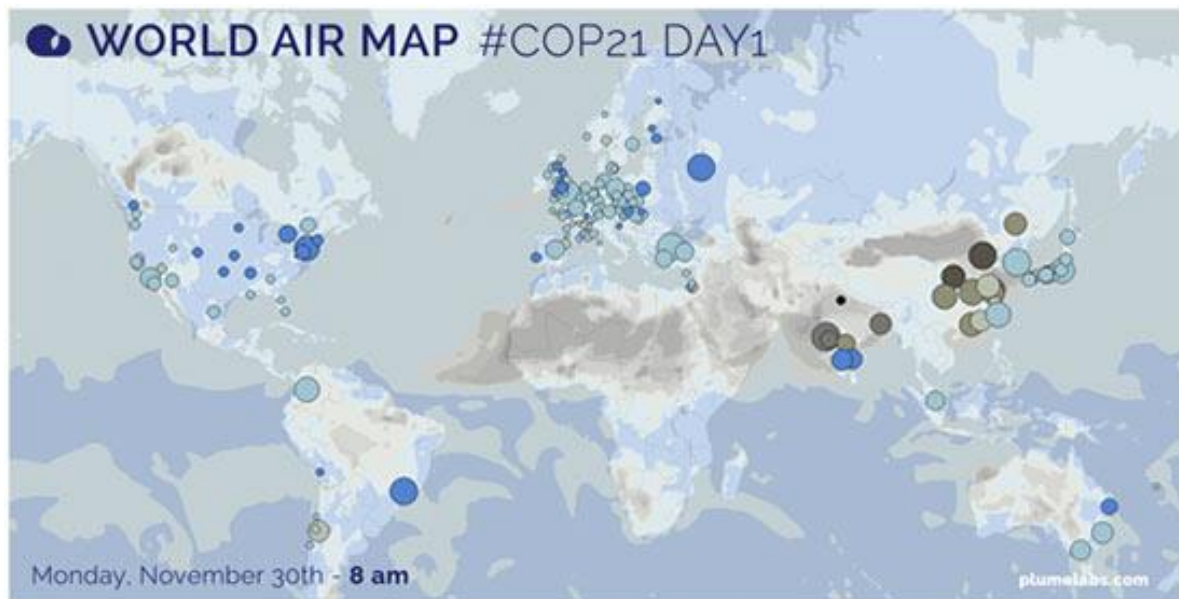 WORLD AIR MAP #COP21 DAY1
Monday, November 30th - 8 am
plumelabs.com